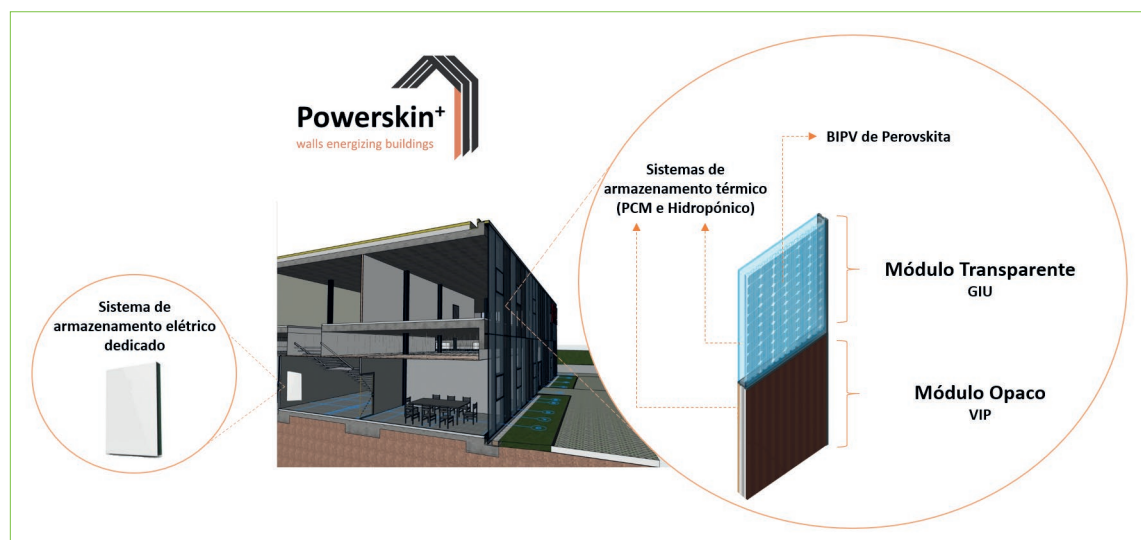 Powerskin+
walls energizing buildings
BIPV de Perovskita
Sistemas de
armazenamento térmico
(PCM e Hidropónico)
Módulo Transparente
GIU
Sistema de
armazenamento elétrico
dedicado
Módulo Opaco
VIP